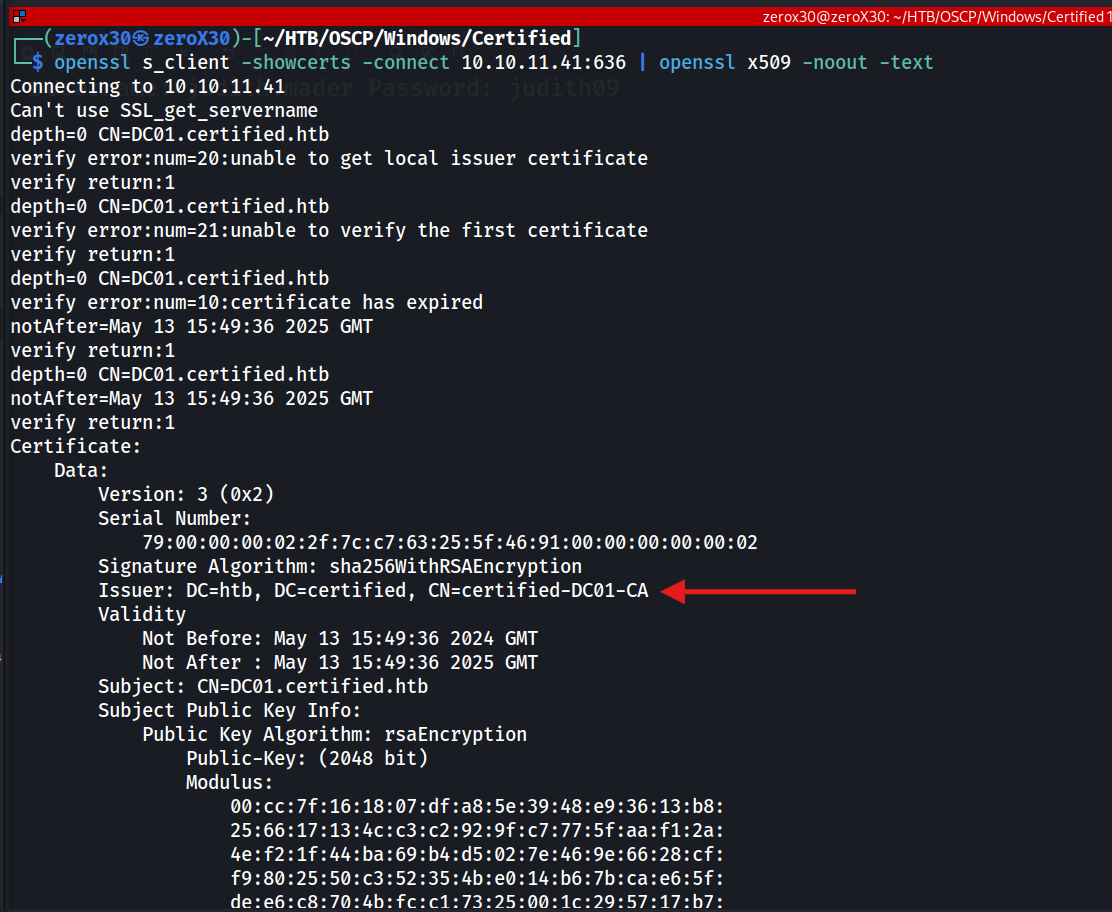 zerox30@zeroX30: ~/HTB/OSCP/Windows/Certified 1
┌──(zerox30㉿zeroX30)-[~/HTB/OSCP/Windows/Certified]
└─$ openssl s_client -showcerts -connect 10.10.11.41:636 | openssl x509 -noout -text
Connecting to 10.10.11.41
mader Password: judith09
Can't use SSL_get_servername
depth=0 CN=DC01.certified.htb
verify error:num=20:unable to get local issuer certificate
verify return:1
depth=0 CN=DC01.certified.htb
verify error:num=21:unable to verify the first certificate
verify return:1
depth=0 CN=DC01.certified.htb
verify error:num=10:certificate has expired
notAfter=May 13 15:49:36 2025 GMT
verify return:1
depth=0 CN=DC01.certified.htb
notAfter=May 13 15:49:36 2025 GMT
verify return:1
Certificate:
    Data:
        Version: 3 (0x2)
        Serial Number:
            79:00:00:00:02:2f:7c:c7:63:25:5f:46:91:00:00:00:00:00:02
        Signature Algorithm: sha256WithRSAEncryption
        Issuer: DC=htb, DC=certified, CN=certified-DC01-CA
        Validity
            Not Before: May 13 15:49:36 2024 GMT
            Not After : May 13 15:49:36 2025 GMT
        Subject: CN=DC01.certified.htb
        Subject Public Key Info:
            Public Key Algorithm: rsaEncryption
                Public-Key: (2048 bit)
                Modulus:
                    00:cc:7f:16:18:07:df:a8:5e:39:48:e9:36:13:b8:
                    25:66:17:13:4c:c3:c2:92:9f:c7:77:5f:aa:f1:2a:
                    4e:f2:1f:44:ba:69:b4:d5:02:7e:46:9e:66:28:cf:
                    f9:80:25:50:c3:52:35:4b:e0:14:b6:7b:ca:e6:5f:
                    de:e6:c8:70:4b:fc:c1:73:25:00:1c:29:57:17:b7: